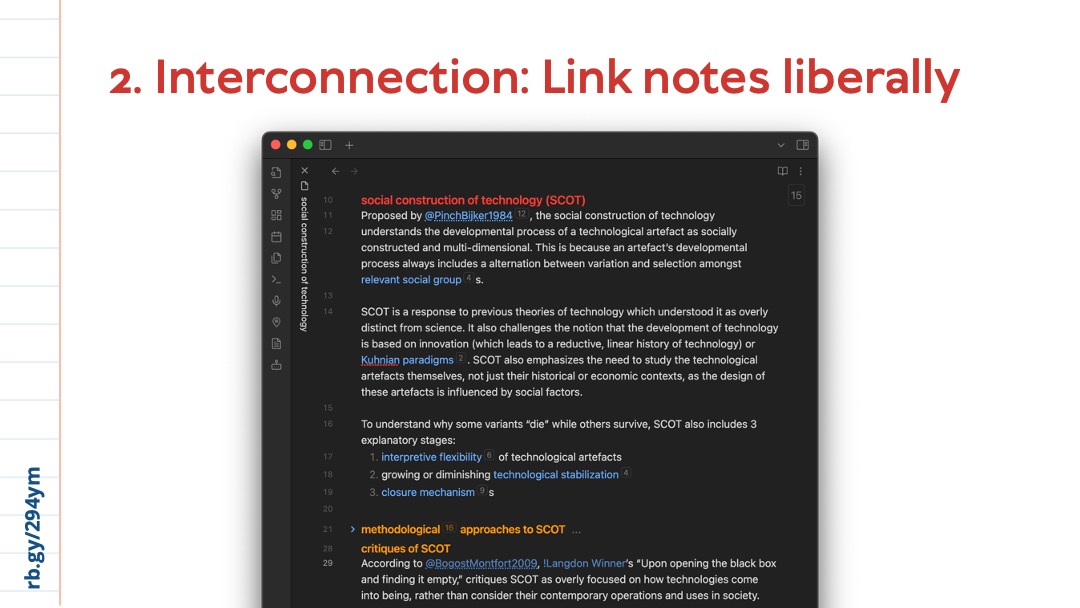 2. Interconnection: Link notes liberally
rb.gy/294ym
social construction of technology
15
10 social construction of technology (SCOT)
11 Proposed by @PinchBijker1984 12 , the social construction of technology
12 understands the developmental process of a technological artefact as socially
constructed and multi-dimensional. This is because an artefact's developmental
process always includes a alternation between variation and selection amongst
relevant social group 4 s.
13
14 SCOT is a response to previous theories of technology which understood it as overly
distinct from science. It also challenges the notion that the development of technology
is based on innovation (which leads to a reductive, linear history of technology) or
Kuhnian paradigms 2 . SCOT also emphasizes the need to study the technological
artefacts themselves, not just their historical or economic contexts, as the design of
these artefacts is influenced by social factors.
15
16 To understand why some variants “die” while others survive, SCOT also includes 3
explanatory stages:
17 1. interpretive flexibility 6 of technological artefacts
18 2. growing or diminishing technological stabilization 4
19 3. closure mechanism 9 s
20
21 methodological 16 approaches to SCOT ...
28 critiques of SCOT
29 According to @BogostMontfort2009, !Langdon Winner's “Upon opening the black box
and finding it empty,” critiques SCOT as overly focused on how technologies come
into being, rather than consider their contemporary operations and uses in society.